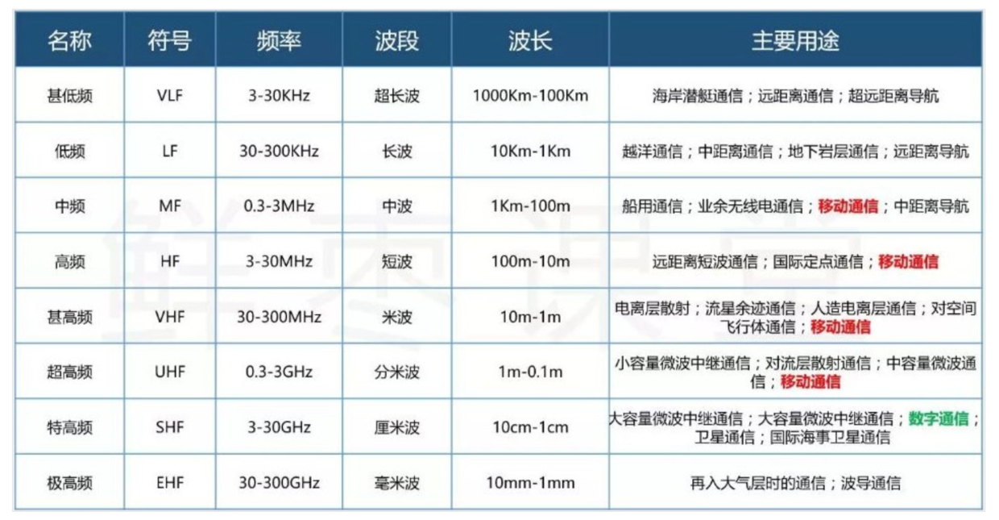 名称 符号 频率 波段 波长 主要用途
甚低频 VLF 3-30KHz 超长波 1000Km-100Km 海岸潜艇通信；远距离通信；超远距离导航
低频 LF 30-300KHz 长波 10Km-1Km 越洋通信；中距离通信；地下岩层通信；远距离导航
中频 MF 0.3-3MHz 中波 1Km-100m 船用通信；业余无线电通信；移动通信；中距离导航
高频 HF 3-30MHz 短波 100m-10m 远距离短波通信；国际定点通信；移动通信
甚高频 VHF 30-300MHz 米波 10m-1m 电离层散射；流星余迹通信；人造电离层通信；对空间
飞行体通信；移动通信
超高频 UHF 0.3-3GHz 分米波 1m-0.1m 小容量微波中继通信；对流层散射通信；中容量微波通
信；移动通信
特高频 SHF 3-30GHz 厘米波 10cm-1cm 大容量微波中继通信；大容量微波中继通信；数字通信；
卫星通信；国际海事卫星通信
极高频 EHF 30-300GHz 毫米波 10mm-1mm 再入大气层时的通信；波导通信
鲜枣课堂